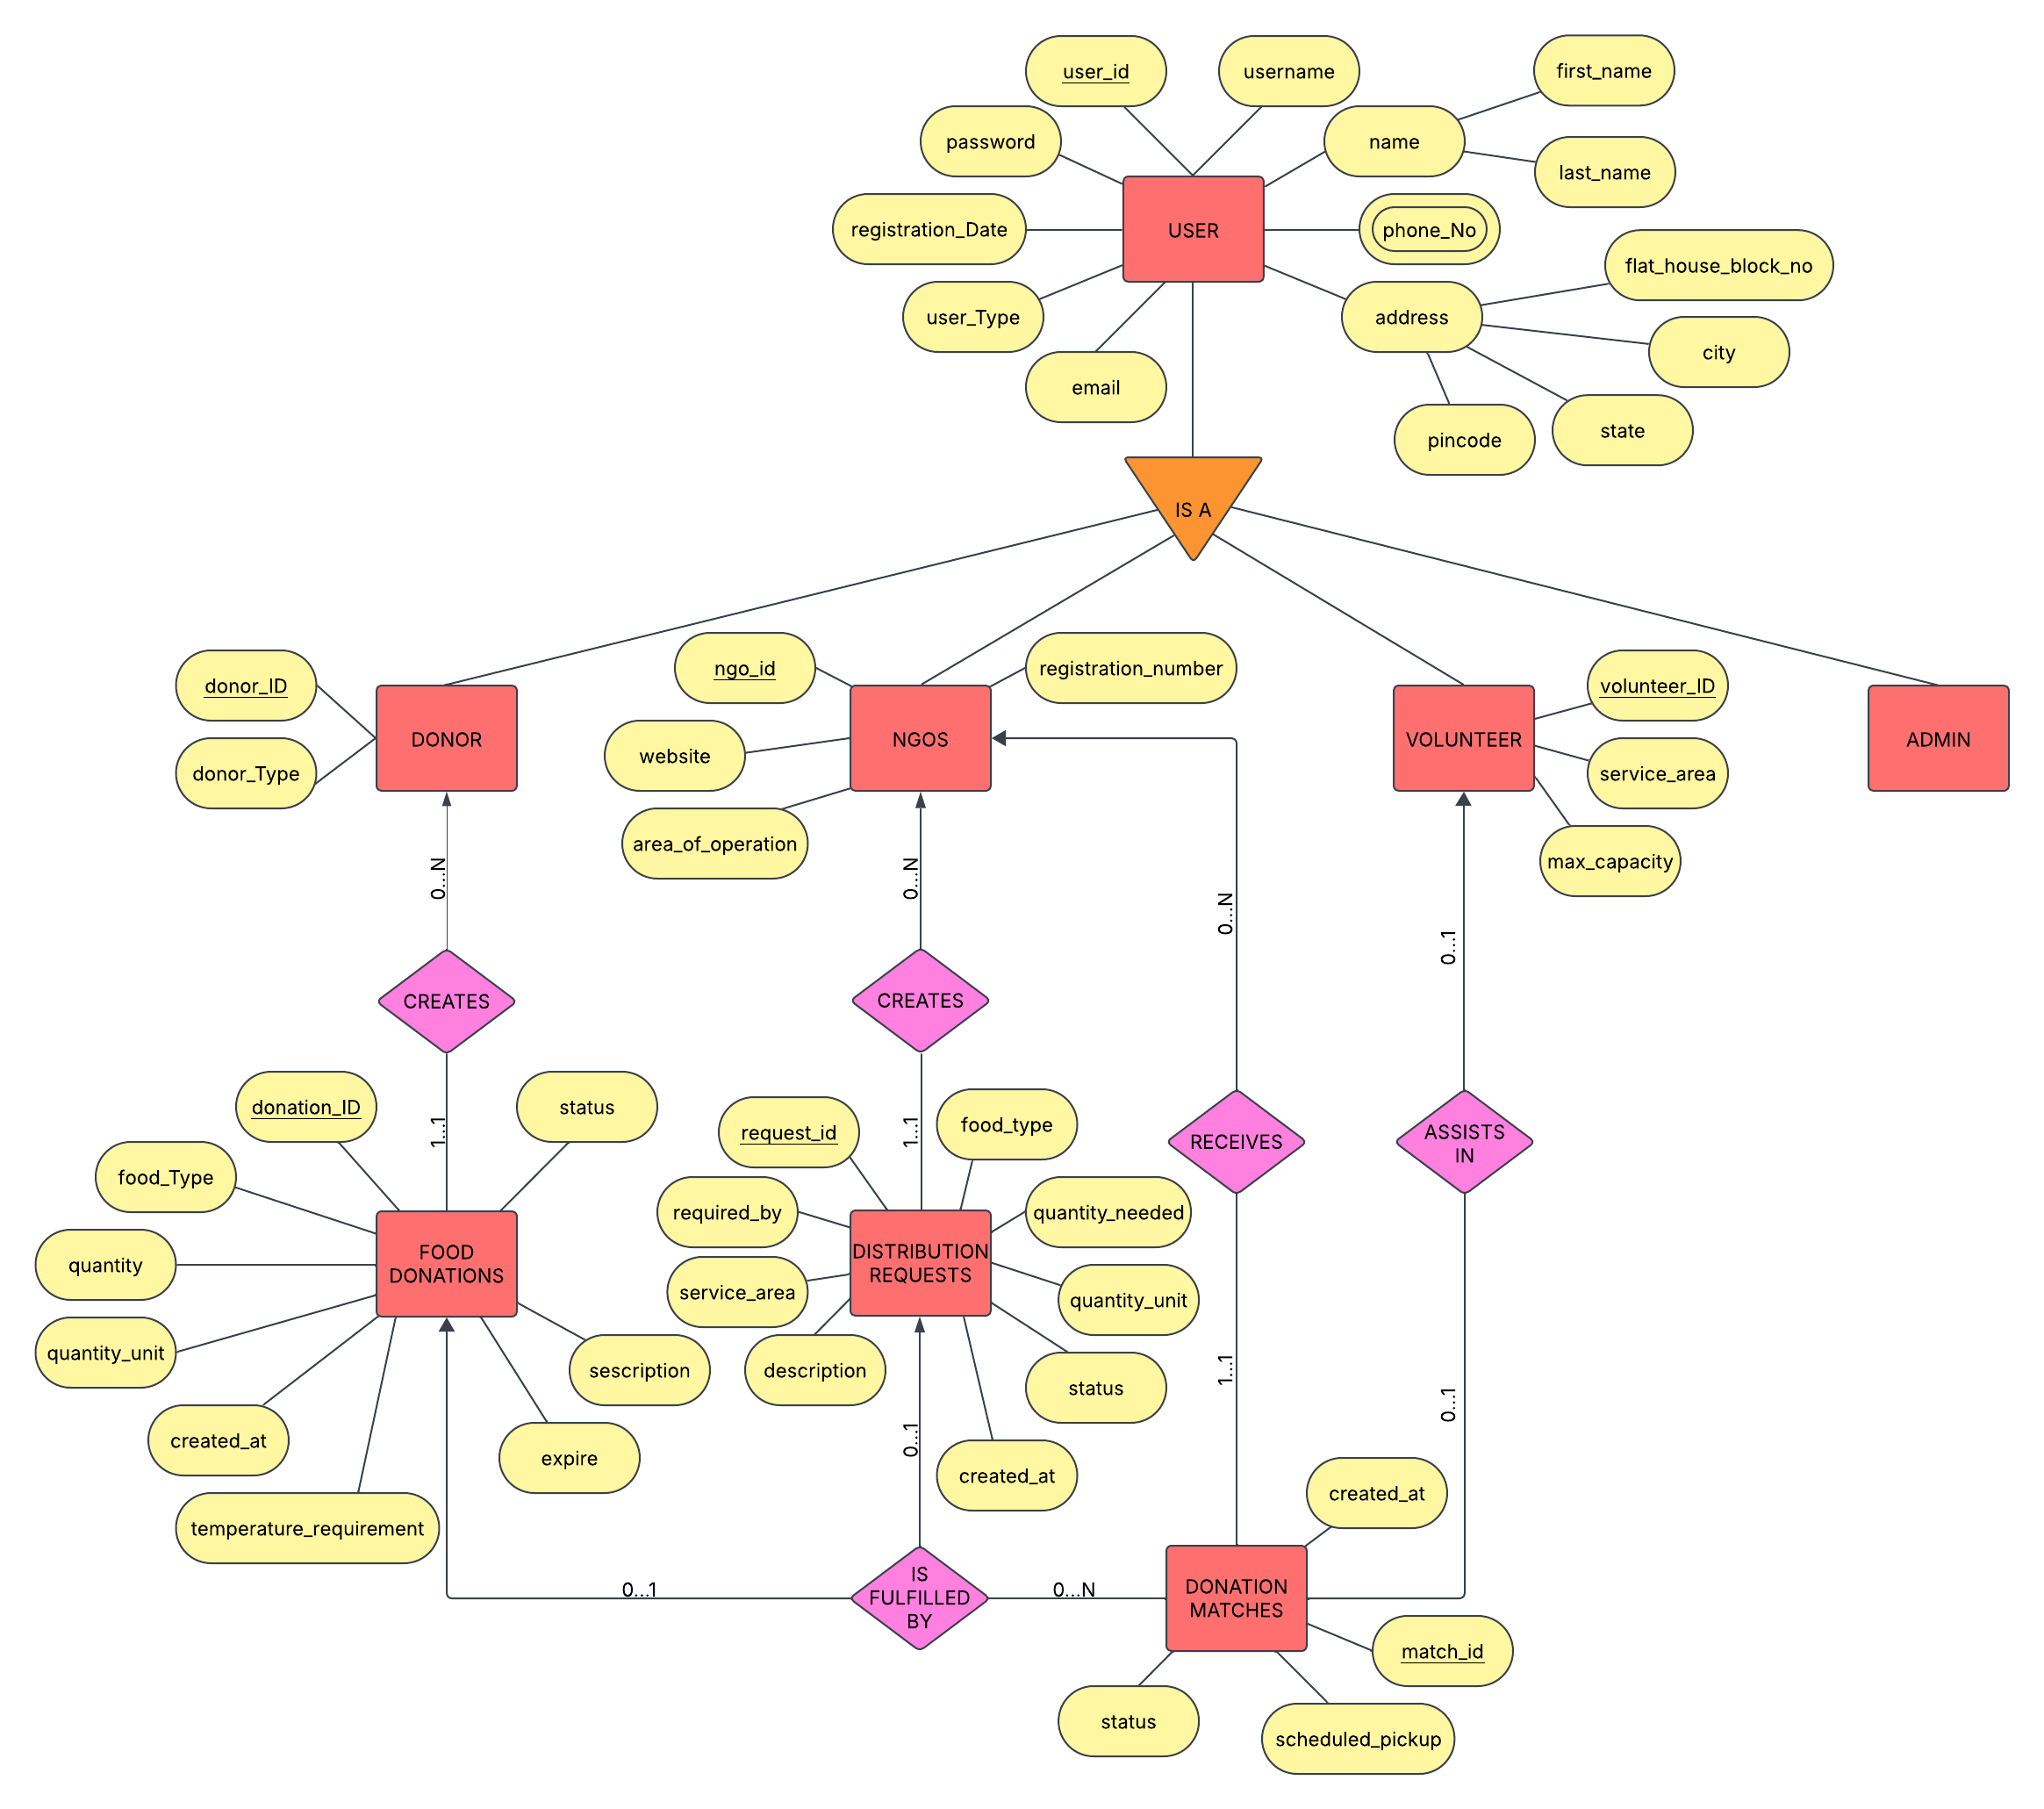 user_id
username
first_name
password
name
last_name
registration_Date
USER
phone_No
flat_house_block_no
user_Type
address
city
email
pincode
state
IS A
donor_ID
ngo_id
registration_number
volunteer_ID
DONOR
NGOS
VOLUNTEER
ADMIN
website
donor_Type
service_area
area_of_operation
max_capacity
0...N
0...N
0...N
0...1
CREATES
CREATES
donation_ID
status
1...1
request_id
1...1
food_type
RECEIVES
ASSISTS
IN
food_Type
required_by
quantity_needed
quantity
FOOD
DONATIONS
DISTRIBUTION
REQUESTS
service_area
quantity_unit
quantity_unit
sescription
description
status
1...1
0...1
created_at
expire
0...1
created_at
created_at
temperature_requirement
0...1
IS
FULFILLED
BY
0...N
DONATION
MATCHES
match_id
status
scheduled_pickup